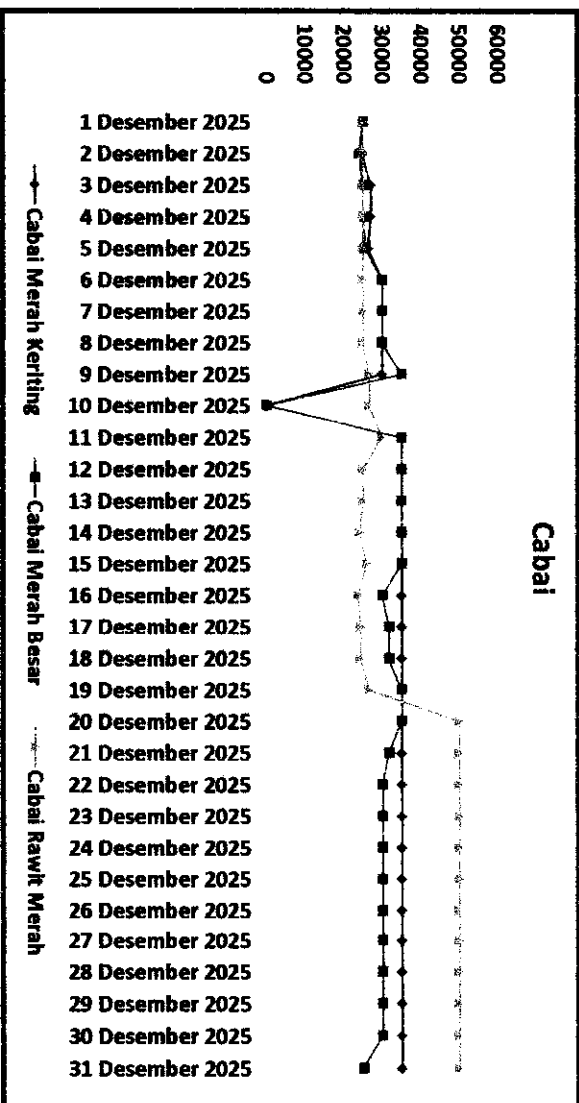 Cabai
60000
50000
40000
30000
20000
10000
0
1 Desember 2025
2 Desember 2025
3 Desember 2025
4 Desember 2025
5 Desember 2025
6 Desember 2025
7 Desember 2025
8 Desember 2025
9 Desember 2025
10 Desember 2025
11 Desember 2025
12 Desember 2025
13 Desember 2025
14 Desember 2025
15 Desember 2025
16 Desember 2025
17 Desember 2025
18 Desember 2025
19 Desember 2025
20 Desember 2025
21 Desember 2025
22 Desember 2025
23 Desember 2025
24 Desember 2025
25 Desember 2025
26 Desember 2025
27 Desember 2025
28 Desember 2025
29 Desember 2025
30 Desember 2025
31 Desember 2025
Cabai Merah Keriting
Cabai Merah Besar
Cabai Rawit Merah